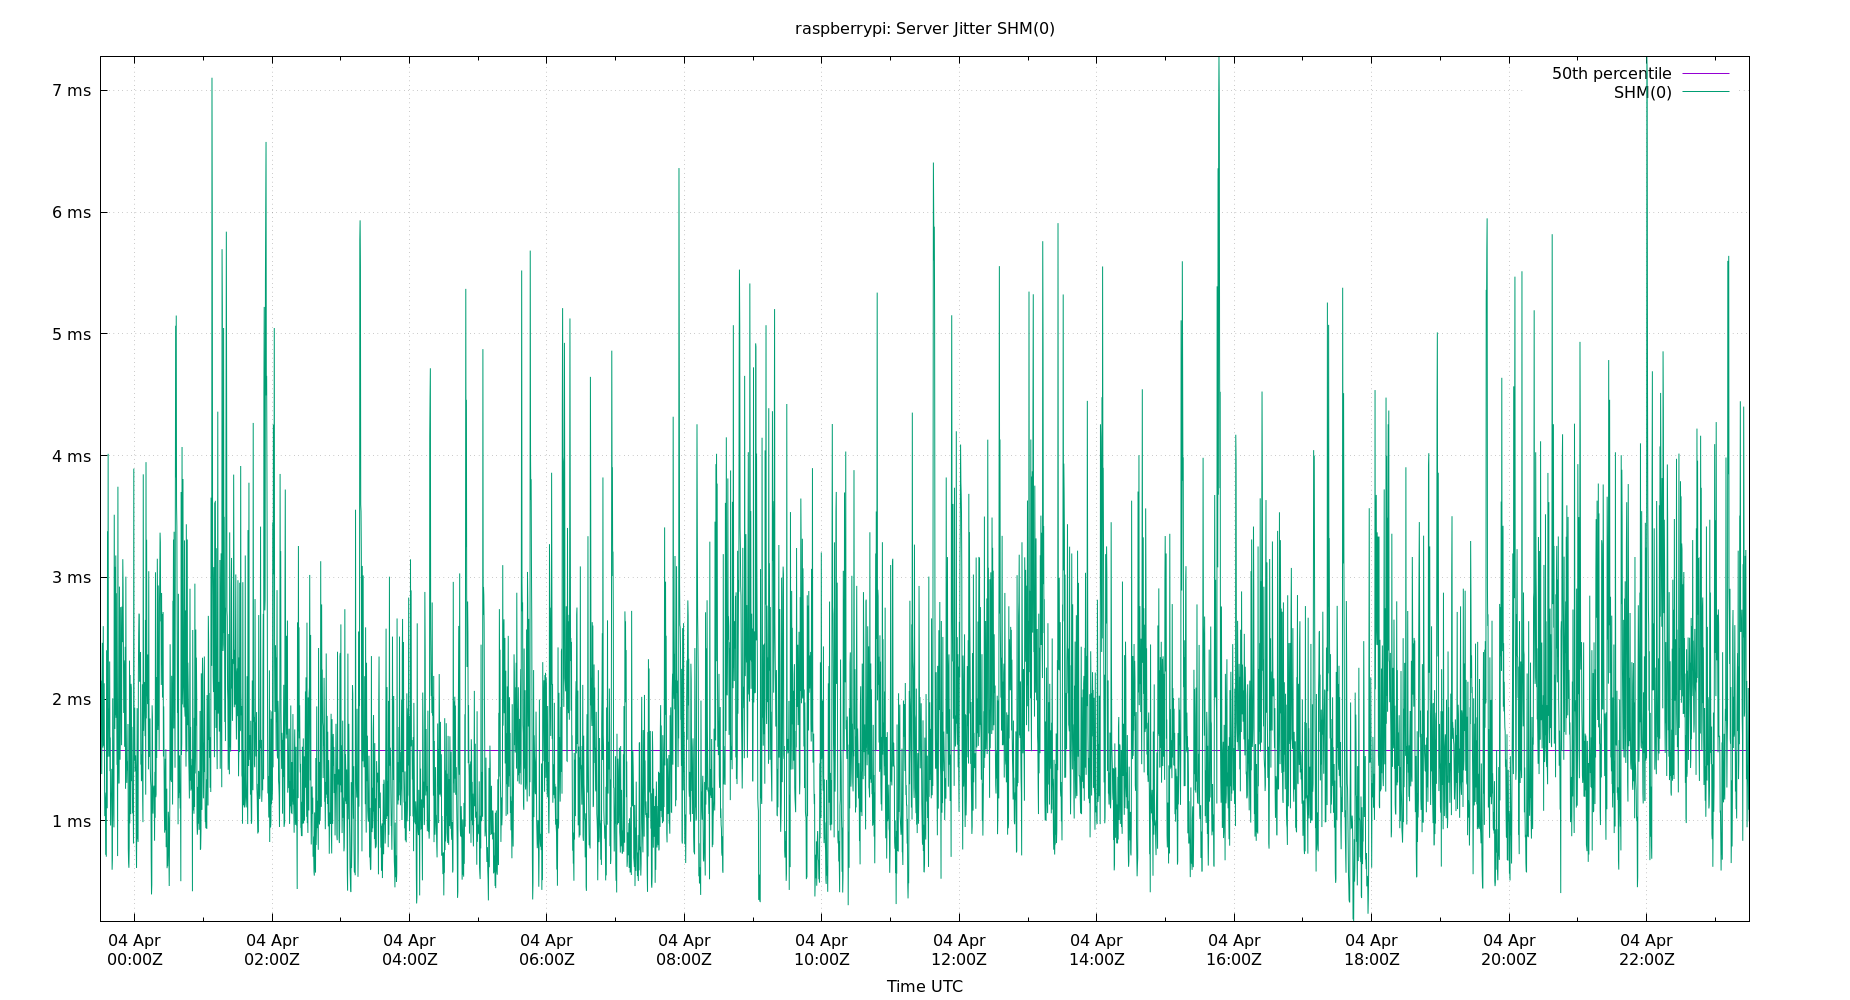 raspberrypi: Server Jitter SHM(0)
50th percentile
SHM(0)
7 ms
6 ms
5 ms
4 ms
3 ms
2 ms
1 ms
04 Apr 04 Apr 04 Apr 04 Apr 04 Apr 04 Apr 04 Apr 04 Apr 04 Apr 04 Apr 04 Apr 04 Apr
00:00Z 02:00Z 04:00Z 06:00Z 08:00Z 10:00Z 12:00Z 14:00Z 16:00Z 18:00Z 20:00Z 22:00Z
Time UTC